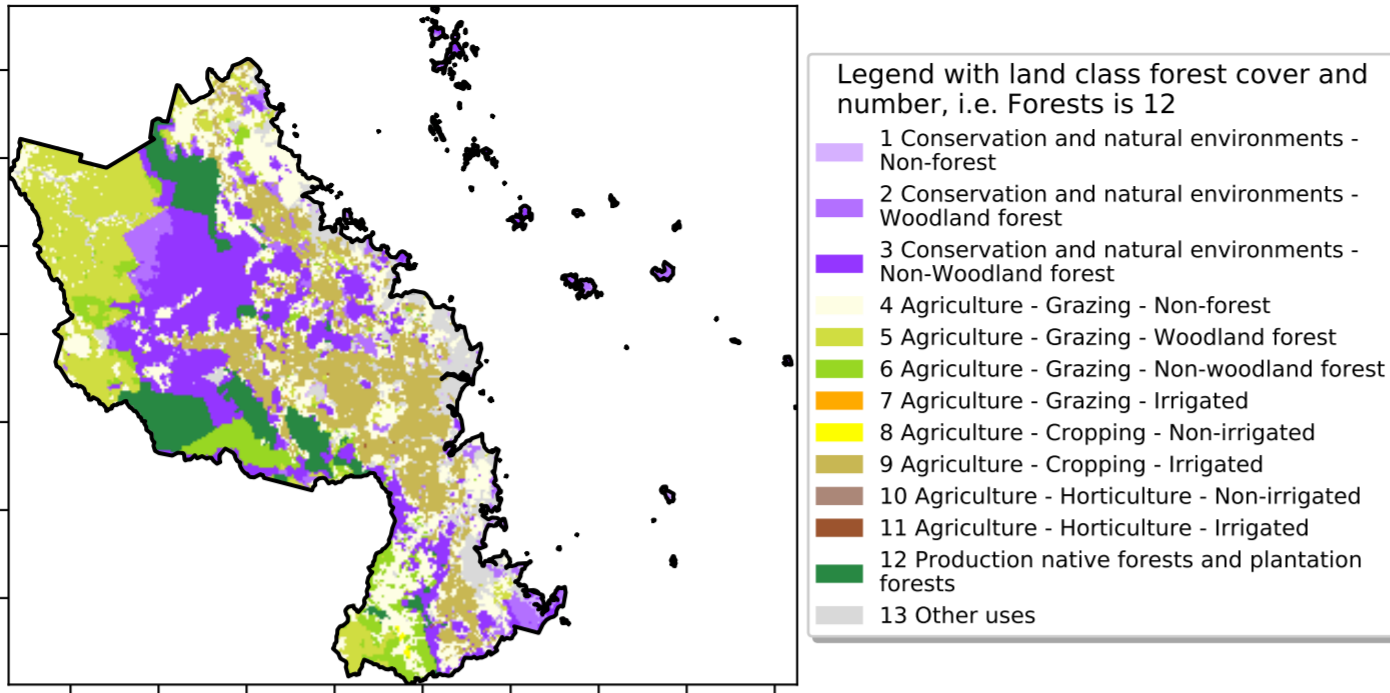 Legend with land class forest cover and
number, i.e. Forests is 12
1 Conservation and natural environments -
Non-forest
2 Conservation and natural environments -
Woodland forest
3 Conservation and natural environments -
Non-Woodland forest
4 Agriculture - Grazing - Non-forest
5 Agriculture - Grazing - Woodland forest
6 Agriculture - Grazing - Non-woodland forest
7 Agriculture - Grazing - Irrigated
8 Agriculture - Cropping - Non-irrigated
9 Agriculture - Cropping - Irrigated
10 Agriculture - Horticulture - Non-irrigated
11 Agriculture - Horticulture - Irrigated
12 Production native forests and plantation
forests
13 Other uses